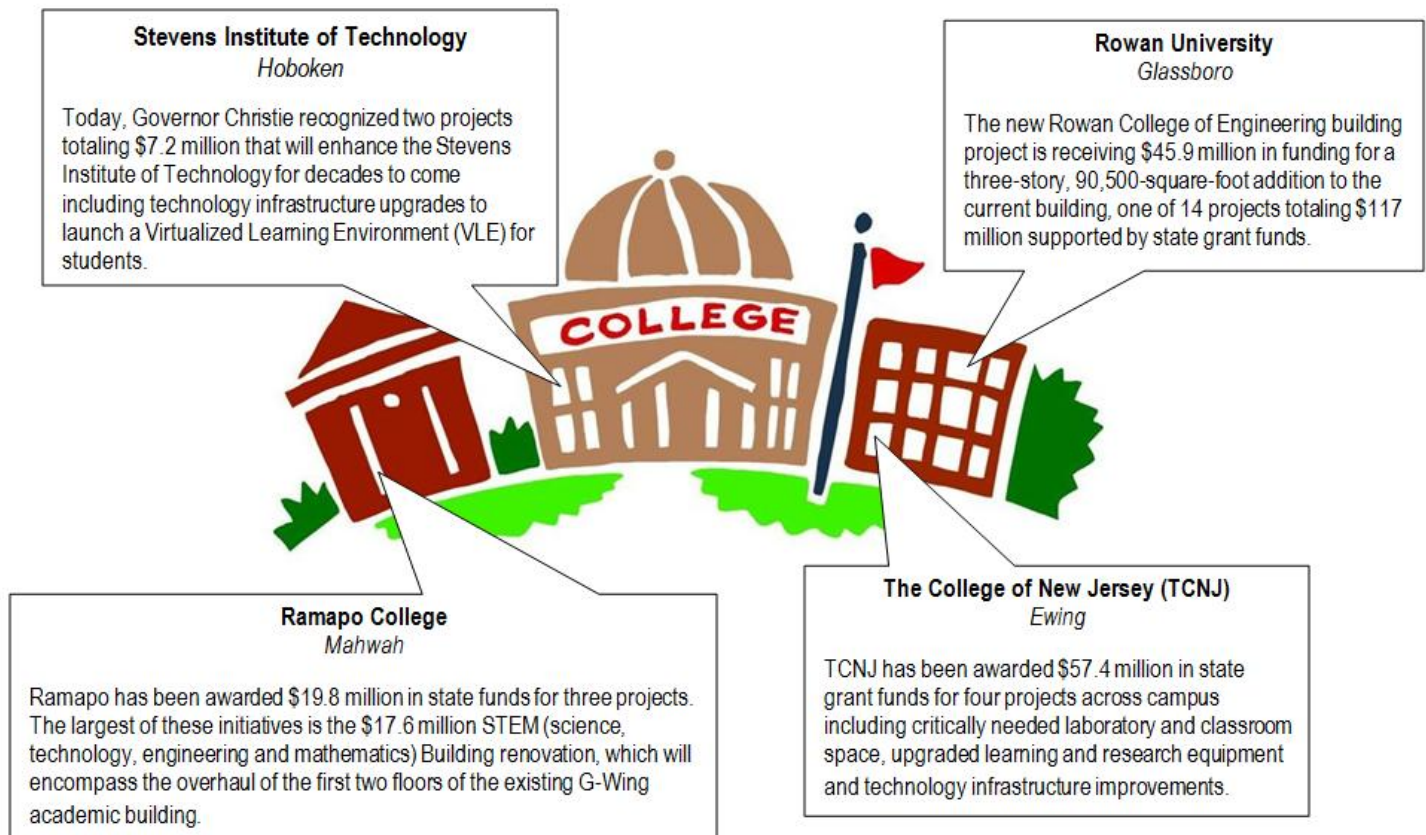 Stevens Institute of Technology
Hoboken
Today, Governor Christie recognized two projects
totaling $7.2 million that will enhance the Stevens
Institute of Technology for decades to come
including technology infrastructure upgrades to
launch a Virtualized Learning Environment (VLE) for
students.
Rowan University
Glassboro
The new Rowan College of Engineering building
project is receiving $45.9 million in funding for a
three-story, 90,500-square-foot addition to the
current building, one of 14 projects totaling $117
million supported by state grant funds.
COLLEGE
Ramapo College
Mahwah
Ramapo has been awarded $19.8 million in state funds for three projects.
The largest of these initiatives is the $17.6 million STEM (science,
technology, engineering and mathematics) Building renovation, which will
encompass the overhaul of the first two floors of the existing G-Wing
academic building.
The College of New Jersey (TCNJ)
Ewing
TCNJ has been awarded $57.4 million in state
grant funds for four projects across campus
including critically needed laboratory and classroom
space, upgraded learning and research equipment
and technology infrastructure improvements.